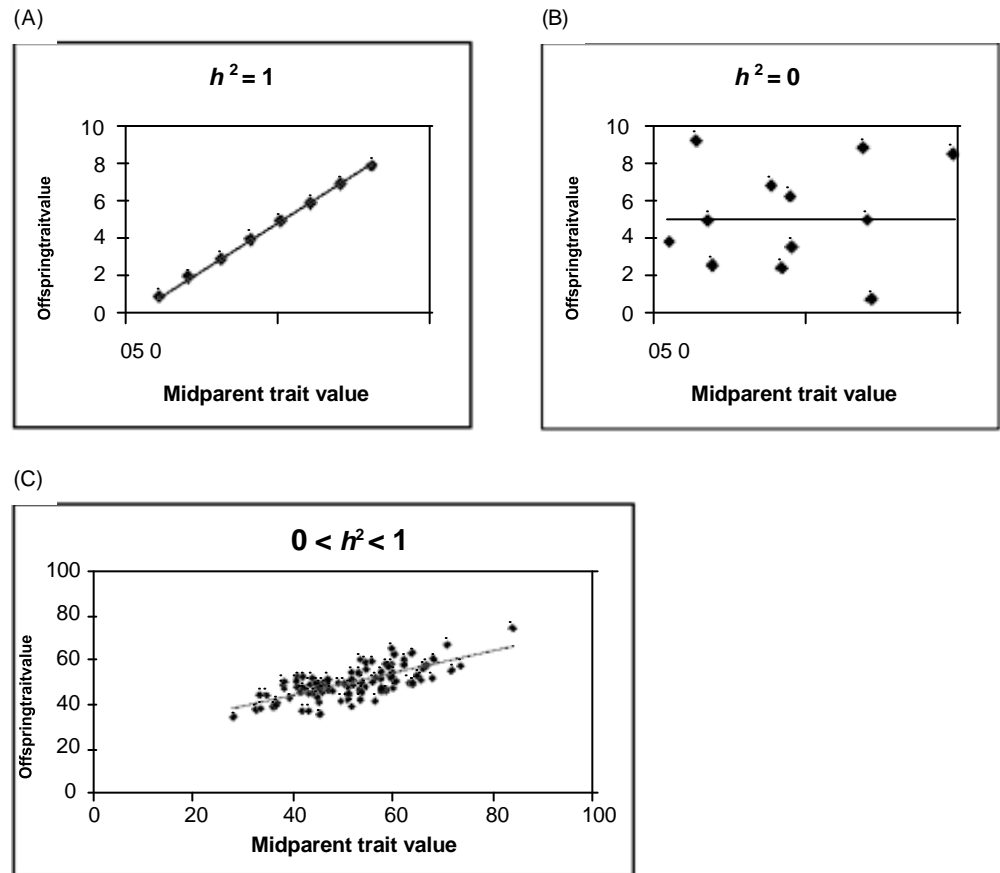 (A)
h² = 1
Offspringtraitvalue
10
8
6
4
2
0
05 0
Midparent trait value
(B)
h² = 0
Offspringtraitvalue
10
8
6
4
2
0
05 0
Midparent trait value
(C)
0 < h² < 1
Offspringtraitvalue
100
80
60
40
20
0
0 20 40 60 80 100
Midparent trait value